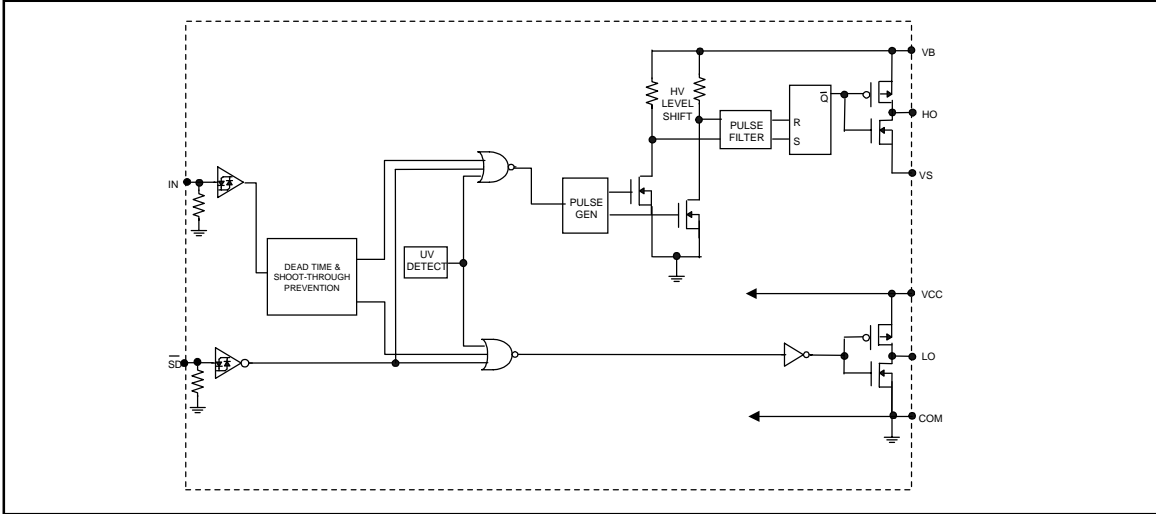 VB
HV
LEVEL
SHIFT
Q̅
HO
PULSE
FILTER
R
S
VS
IN
PULSE
GEN
UV
DETECT
DEAD TIME &
SHOOT-THROUGH
PREVENTION
VCC
S̅D̅
LO
COM